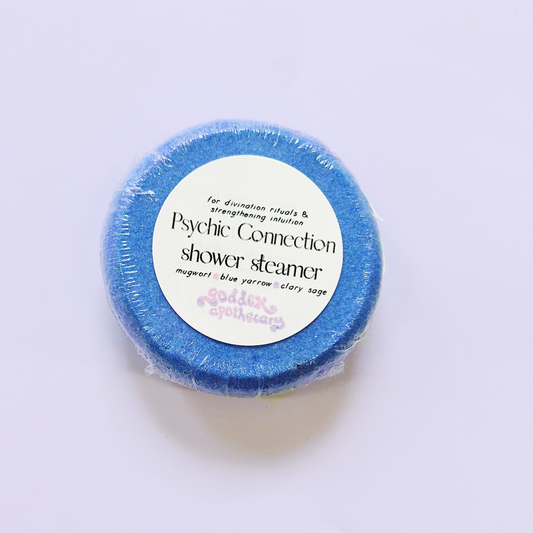 for divination rituals &
strengthening intuition
Psychic Connection
shower steamer
mugwort blue yarrow clary sage
goddex
apothecary